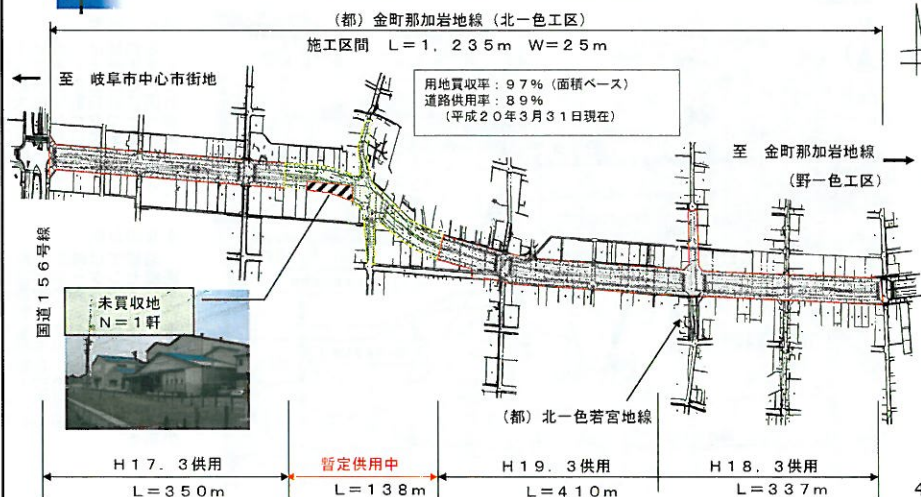 (都)金町那加岩地線(北一色工区)
施工区間 L=1,235m W=25m
至 岐阜市中心市街地
用地買収率:97%(面積ベース)
道路供用率:89%
(平成20年3月31日現在)
至 金町那加岩地線
(野一色工区)
国道156号線
未買収地
N=1軒
(都)北一色若宮地線
H17.3供用
暫定供用中
H19.3供用
H18.3供用
L=350m
L=138m
L=410m
L=337m
4